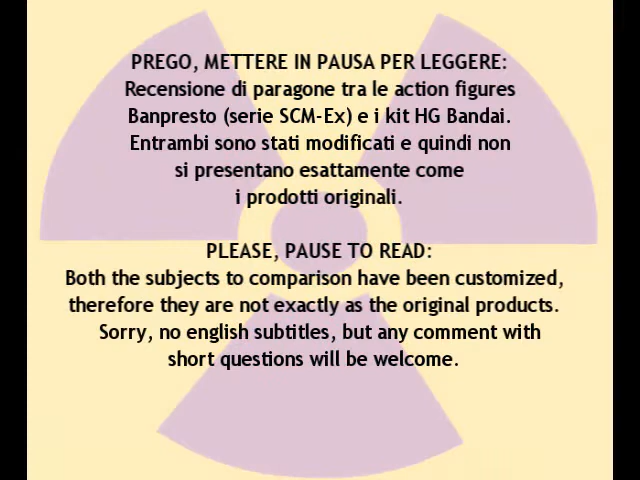 PREGO, METTERE IN PAUSA PER LEGGERE:
Recensione di paragone tra le action figures
Banpresto (serie SCM-Ex) e i kit HG Bandai.
Entrambi sono stati modificati e quindi non
si presentano esattamente come
i prodotti originali.
PLEASE, PAUSE TO READ:
Both the subjects to comparison have been customized,
therefore they are not exactly as the original products.
Sorry, no english subtitles, but any comment with
short questions will be welcome.